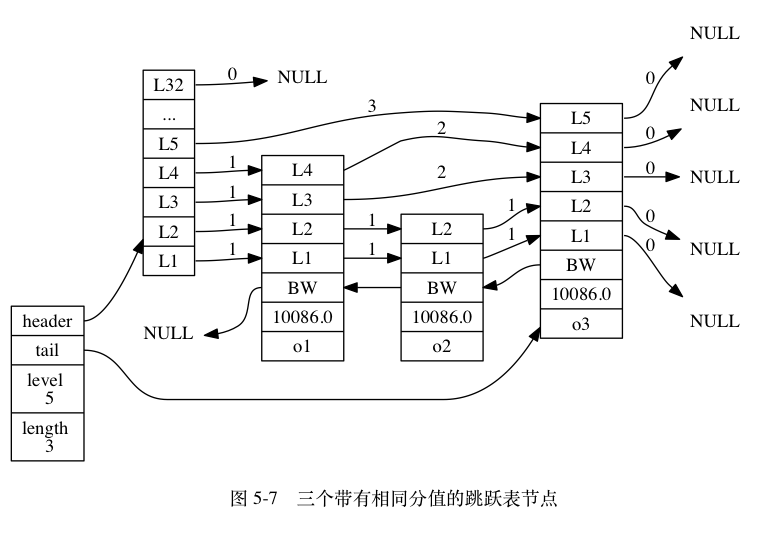 NULL
L32
0
NULL
...
L5
3
L5
0
NULL
L4
1
L4
2
L4
0
L3
1
L3
2
L3
0
NULL
L2
1
L2
1
L2
1
L2
0
NULL
L1
1
L1
1
L1
1
L1
0
NULL
BW
BW
BW
NULL
10086.0
10086.0
10086.0
o1
o2
o3
header
tail
level
5
length
3
图 5-7 三个带有相同分值的跳跃表节点